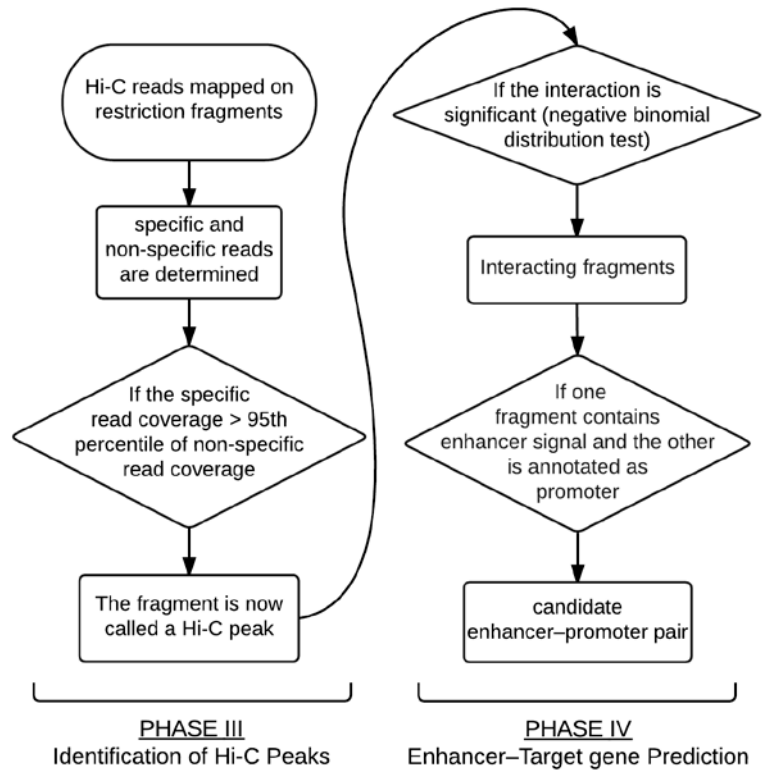 Hi-C reads mapped on
restriction fragments
specific and
non-specific reads
are determined
If the specific
read coverage > 95th
percentile of non-specific
read coverage
The fragment is now
called a Hi-C peak
PHASE III
Identification of Hi-C Peaks
If the interaction is
significant (negative binomial
distribution test)
Interacting fragments
If one
fragment contains
enhancer signal and the other
is annotated as
promoter
candidate
enhancer–promoter pair
PHASE IV
Enhancer–Target gene Prediction